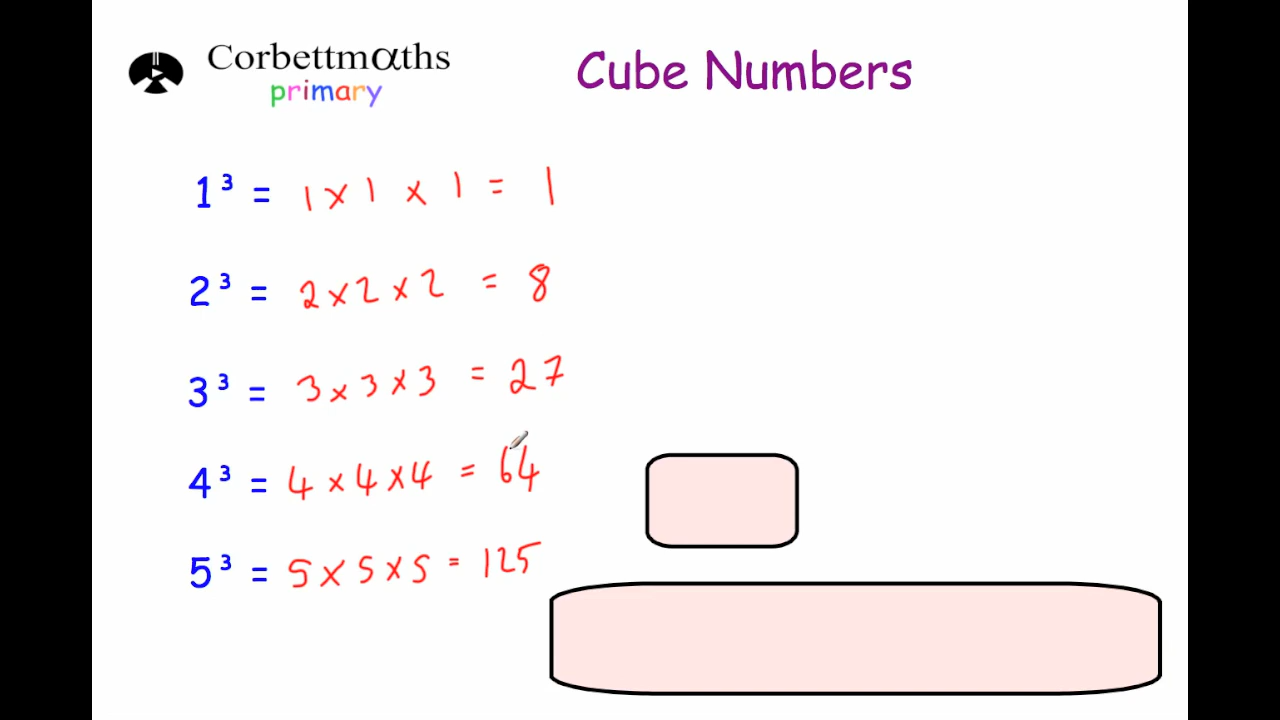 Corbettmαths
primary
Cube Numbers
1³ = 1 × 1 × 1 = 1
2³ = 2 × 2 × 2 = 8
3³ = 3 × 3 × 3 = 27
4³ = 4 × 4 × 4 = 64
5³ = 5 × 5 × 5 = 125